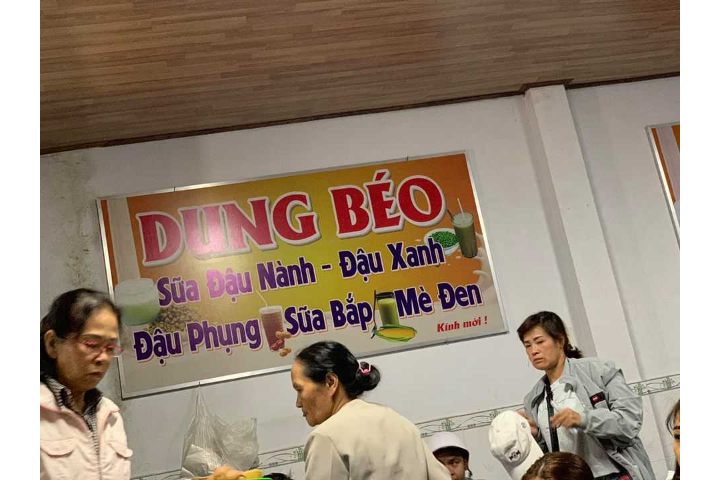 DUNG BÉO
Sữa Đậu Nành - Đậu Xanh
Đậu Phụng Sữa Bắp Mè Đen
Kính mời !